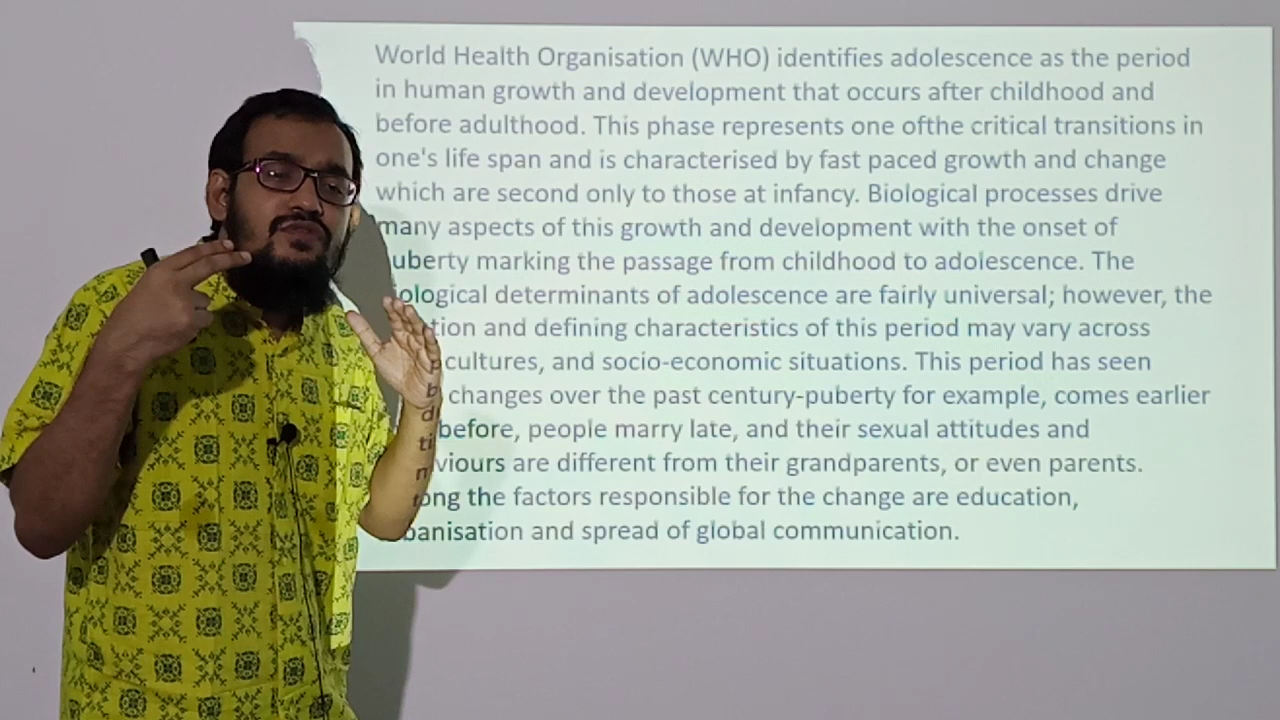 World Health Organisation (WHO) identifies adolescence as the period
in human growth and development that occurs after childhood and
before adulthood. This phase represents one ofthe critical transitions in
one's life span and is characterised by fast paced growth and change
which are second only to those at infancy. Biological processes drive
many aspects of this growth and development with the onset of
puberty marking the passage from childhood to adolescence. The
biological determinants of adolescence are fairly universal; however, the
and defining characteristics of this period may vary across
cultures, and socio-economic situations. This period has seen
changes over the past century-puberty for example, comes earlier
before, people marry late, and their sexual attitudes and
behaviours are different from their grandparents, or even parents.
Among the factors responsible for the change are education,
urbanisation and spread of global communication.